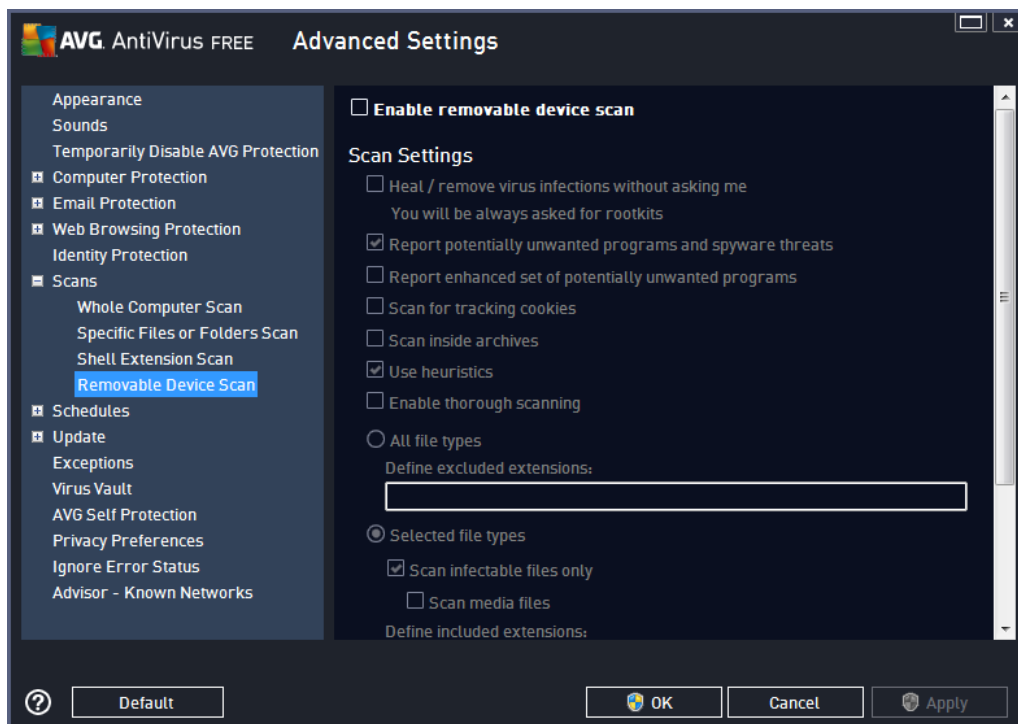 AVG. AntiVirus FREE Advanced Settings
Appearance
Sounds
Temporarily Disable AVG Protection
Computer Protection
Email Protection
Web Browsing Protection
Identity Protection
Scans
Whole Computer Scan
Specific Files or Folders Scan
Shell Extension Scan
Removable Device Scan
Schedules
Update
Exceptions
Virus Vault
AVG Self Protection
Privacy Preferences
Ignore Error Status
Advisor - Known Networks
Enable removable device scan
Scan Settings
Heal / remove virus infections without asking me
You will be always asked for rootkits
Report potentially unwanted programs and spyware threats
Report enhanced set of potentially unwanted programs
Scan for tracking cookies
Scan inside archives
Use heuristics
Enable thorough scanning
All file types
Define excluded extensions:
Selected file types
Scan infectable files only
Scan media files
Define included extensions:
? Default OK Cancel Apply